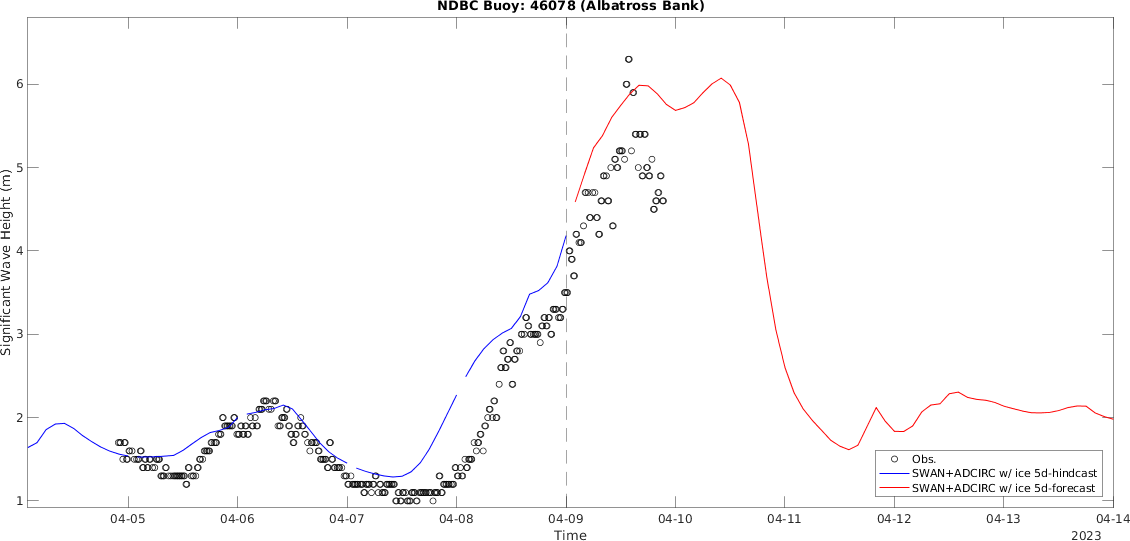 NDBC Buoy: 46078 (Albatross Bank)
Significant Wave Height (m)
6
5
4
3
2
1
04-05 04-06 04-07 04-08 04-09 04-10 04-11 04-12 04-13 04-14
Time
2023
Obs.
SWAN+ADCIRC w/ ice 5d-hindcast
SWAN+ADCIRC w/ ice 5d-forecast